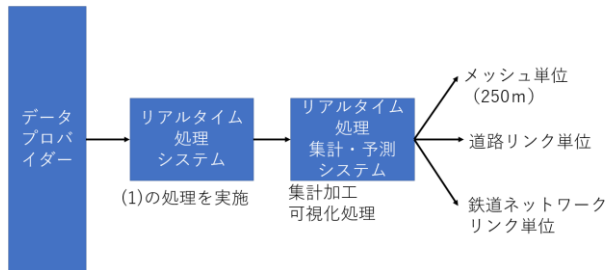 データ
プロバイ
ダー
リアルタイム
処理
システム
(1)の処理を実施
リアルタイム
処理
集計・予測
システム
集計加工
可視化処理
メッシュ単位
（250m）
道路リンク単位
鉄道ネットワーク
リンク単位